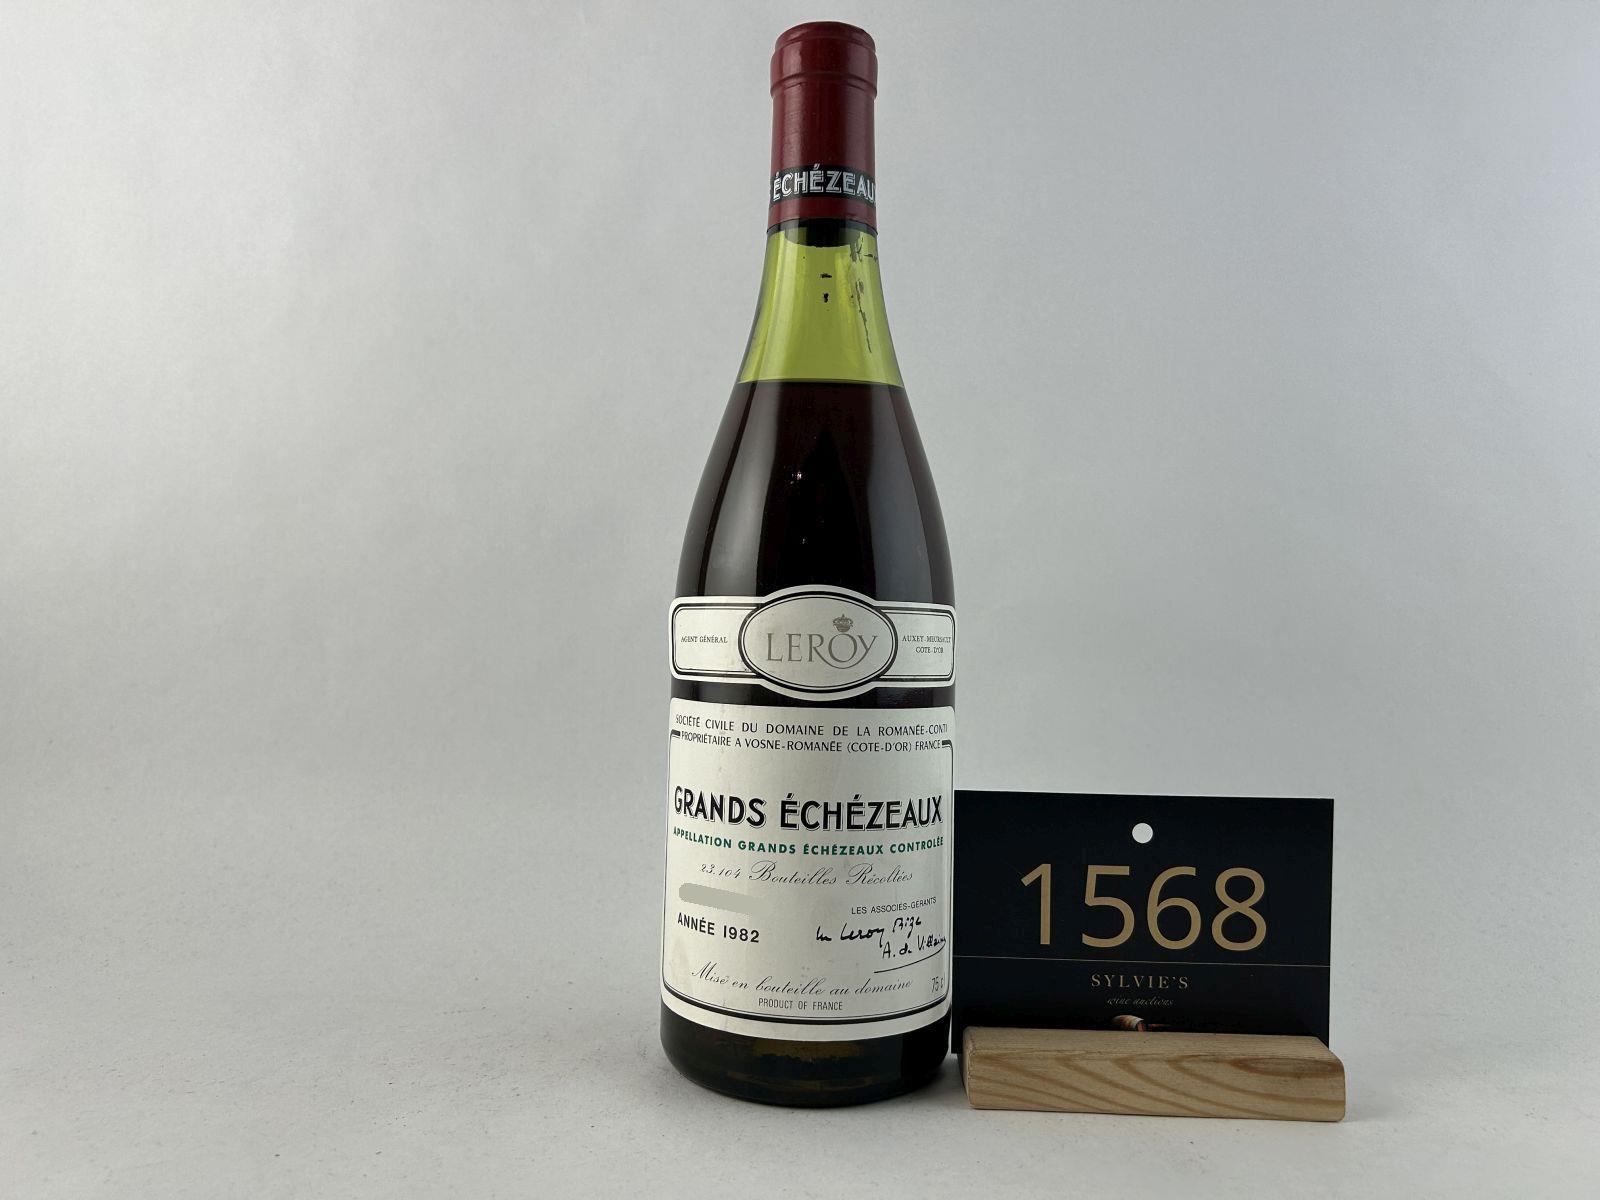 ÉCHÉZEAU
LEROY
AGENT GÉNÉRAL
AUXEY-MEURSAULT
COTE-D'OR
SOCIÉTÉ CIVILE DU DOMAINE DE LA ROMANÉE-CONTI
PROPRIÉTAIRE A VOSNE-ROMANÉE (COTE-D'OR) FRANCE
GRANDS ÉCHÉZEAUX
APPELLATION GRANDS ÉCHÉZEAUX CONTROLÉE
23.104 Bouteilles Récoltées
LES ASSOCIÉS-GÉRANTS
ANNÉE 1982
Leroy Bize
A. de Villaine
Mise en bouteille au domaine
75 cl
PRODUCT OF FRANCE
1568
SYLVIE'S
wine auctions